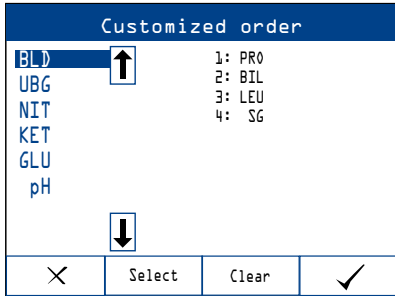 Customized order
BLD
UBG
NIT
KET
GLU
pH
1: PRO
2: BIL
3: LEU
4: SG
Select
Clear